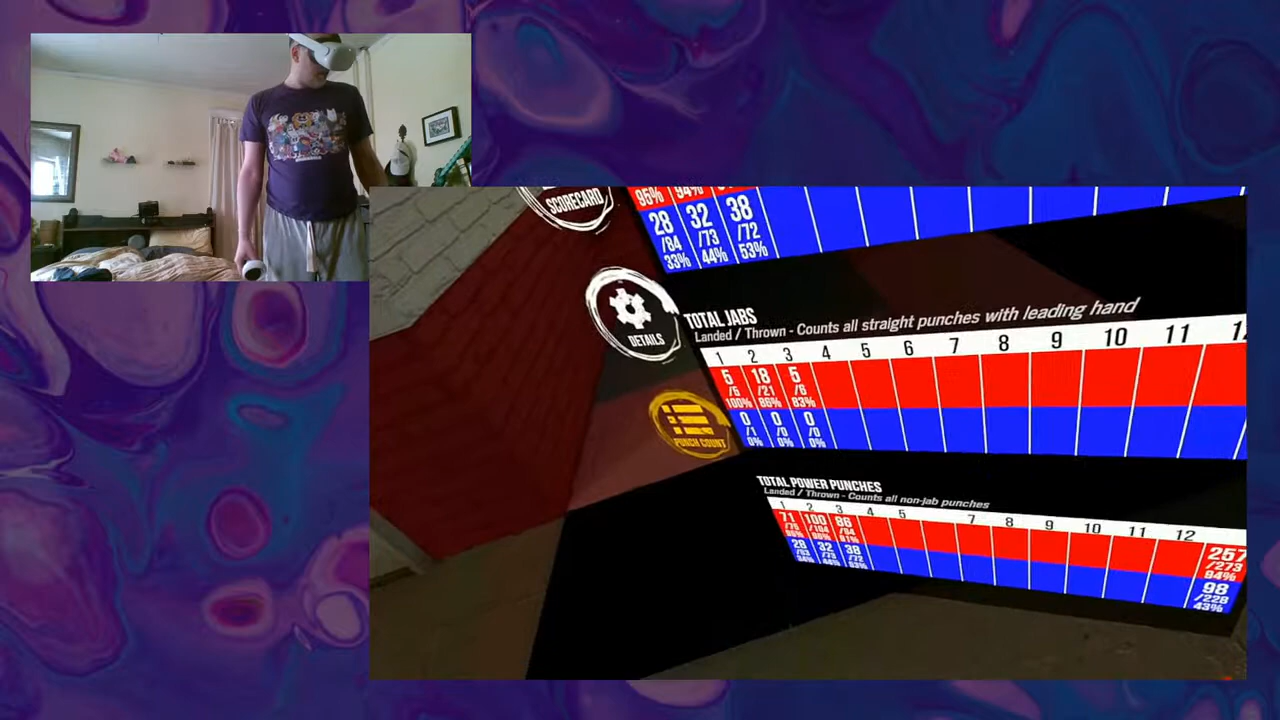 SCORECARD
95% 94%
28 32 38
/84 /73 /72
33% 44% 53%
DETAILS
TOTAL JABS
Landed / Thrown - Counts all straight punches with leading hand
1 2 3 4 5 6 7 8 9 10 11
5 18 5
/5 /21 /6
100% 86% 83%
0 0 0
/1 /0 /0
0% 0% 0%
PUNCH COUNT
TOTAL POWER PUNCHES
Landed / Thrown - Counts all non-jab punches
1 2 3 4 5 7 8 9 10 11 12
71 100 86 257
/273
94%
28 32 38 98
/228
43%